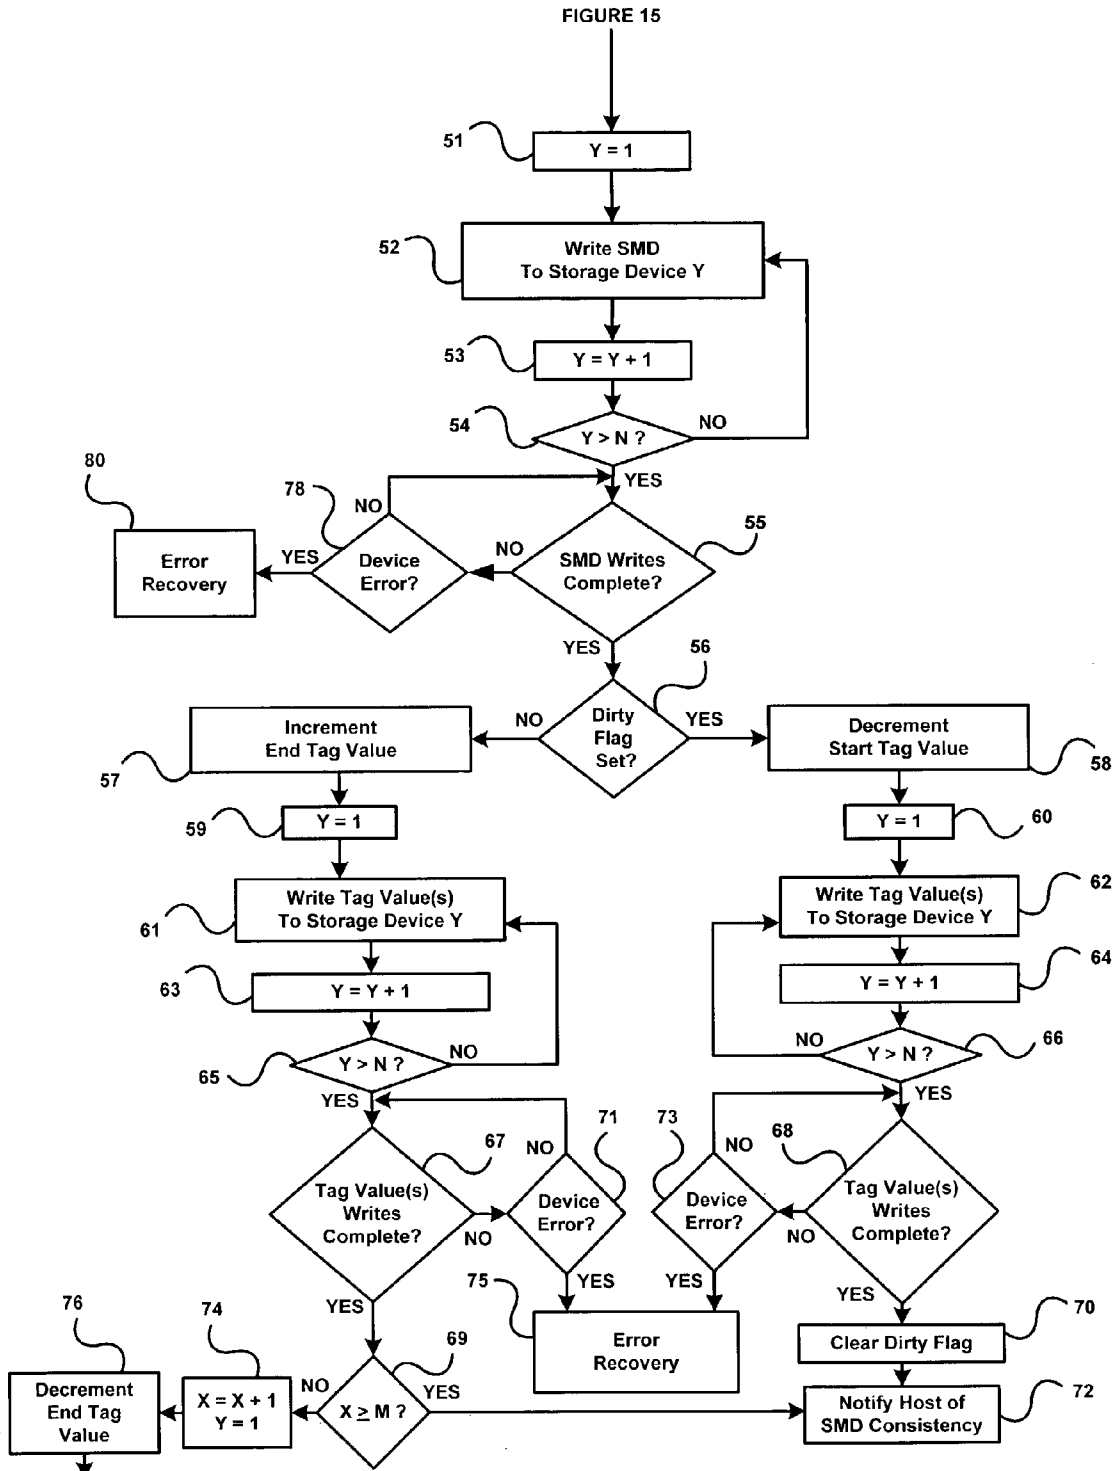 FIGURE 15
51
Y = 1
52
Write SMD
To Storage Device Y
53
Y = Y + 1
54
Y > N ?
NO
YES
80
78
NO
55
Error
Recovery
YES
Device
Error?
NO
SMD Writes
Complete?
YES
56
Increment
End Tag Value
NO
Dirty
Flag
Set?
YES
Decrement
Start Tag Value
57
58
59
Y = 1
Y = 1
60
61
Write Tag Value(s)
To Storage Device Y
Write Tag Value(s)
To Storage Device Y
62
63
Y = Y + 1
Y = Y + 1
64
65
Y > N ?
NO
NO
Y > N ?
66
YES
YES
67
71
NO
73
NO
68
Tag Value(s)
Writes
Complete?
NO
Device
Error?
Device
Error?
NO
Tag Value(s)
Writes
Complete?
YES
YES
YES
YES
75
Error
Recovery
70
Clear Dirty Flag
76
74
69
Decrement
End Tag
Value
X = X + 1
Y = 1
NO
X ≥ M ?
YES
Notify Host of
SMD Consistency
72